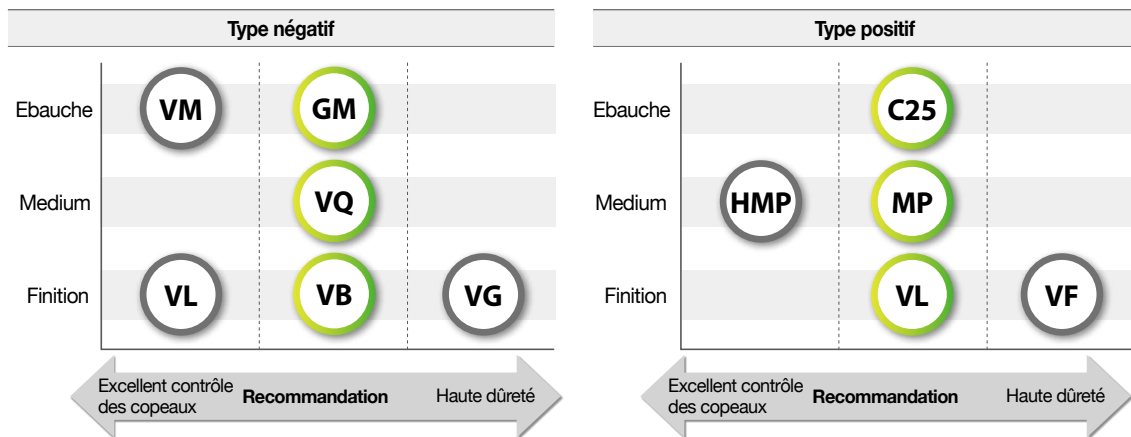 Type négatif
Ebauche
VM
GM
Medium
VQ
Finition
VL
VB
VG
Excellent contrôle
des copeaux
Recommandation
Haute dûreté
Type positif
Ebauche
C25
Medium
HMP
MP
Finition
VL
VF
Excellent contrôle
des copeaux
Recommandation
Haute dûreté